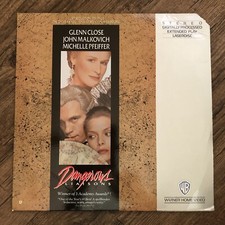 GLENN CLOSE
JOHN MALKOVICH
MICHELLE PFEIFFER
STEREO
DIGITALLY PROCESSED
EXTENDED PLAY
LASERDISC
Dangerous
LIAISONS
Winner of 3 Academy Awards
WARNER HOME VIDEO